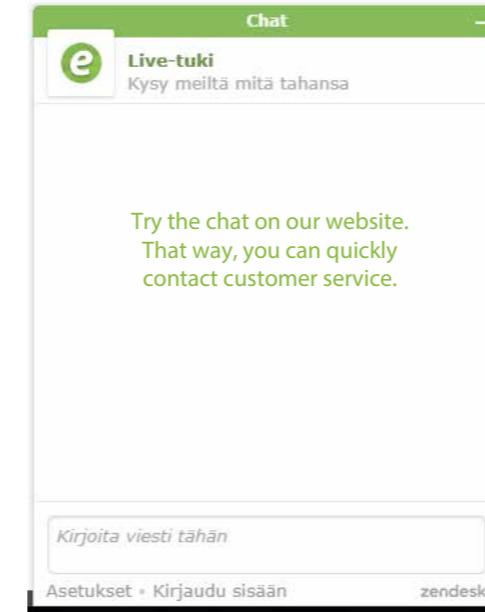 Chat
e
Live-tuki
Kysy meiltä mitä tahansa
Try the chat on our website.
That way, you can quickly
contact customer service.
Kirjoita viesti tähän
Asetukset • Kirjaudu sisään zendesk